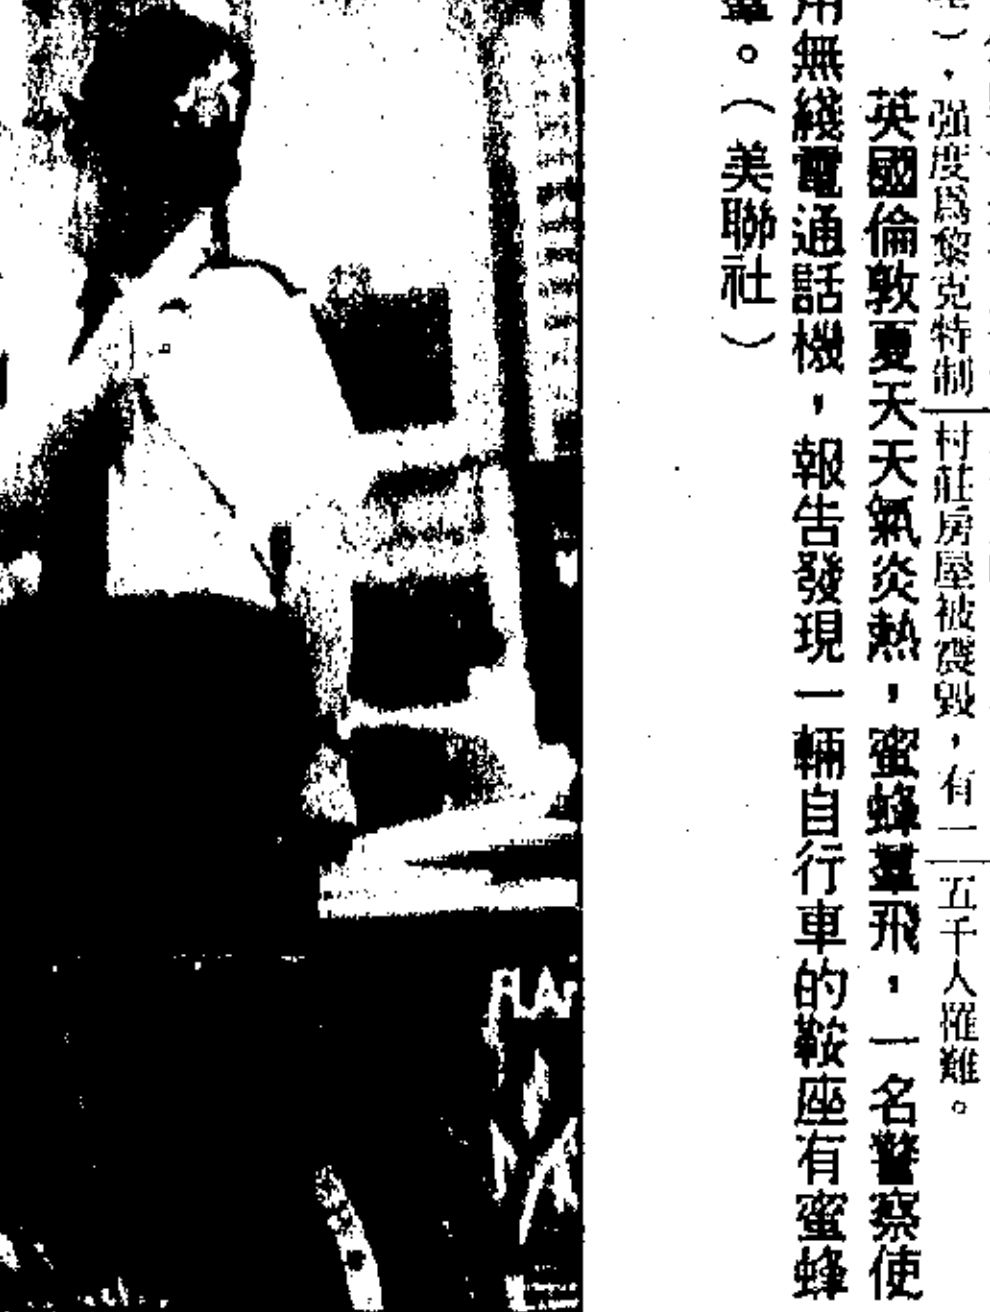 ），强度爲黎克特制
村莊房屋被震毀，有一
五千人罹難。
英國倫敦夏天天氣炎熱，蜜蜂羣飛，一名警察使
用無綫電通話機，報告發現一輛自行車的鞍座有蜜蜂
羣。（美聯社）